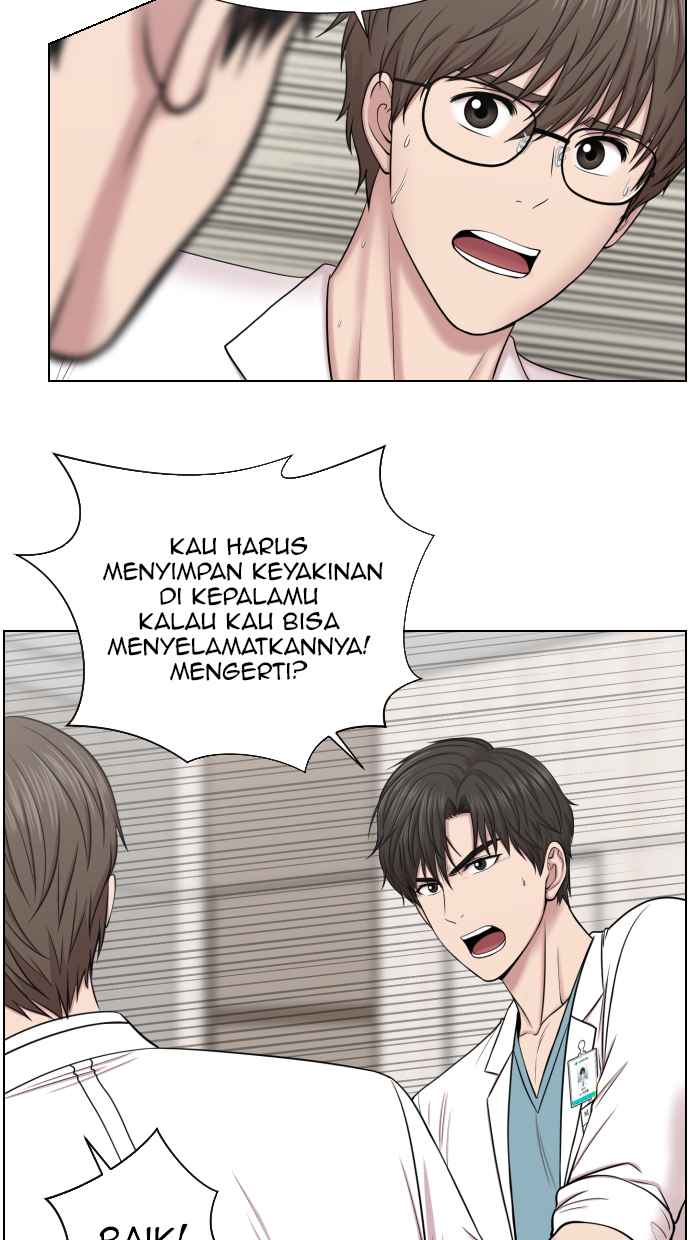 KAU HARUS
MENYIMPAN KEYAKINAN
DI KEPALAMU
KALAU KAU BISA
MENYELAMATKANNYA!
MENGERTI?
BAIK!